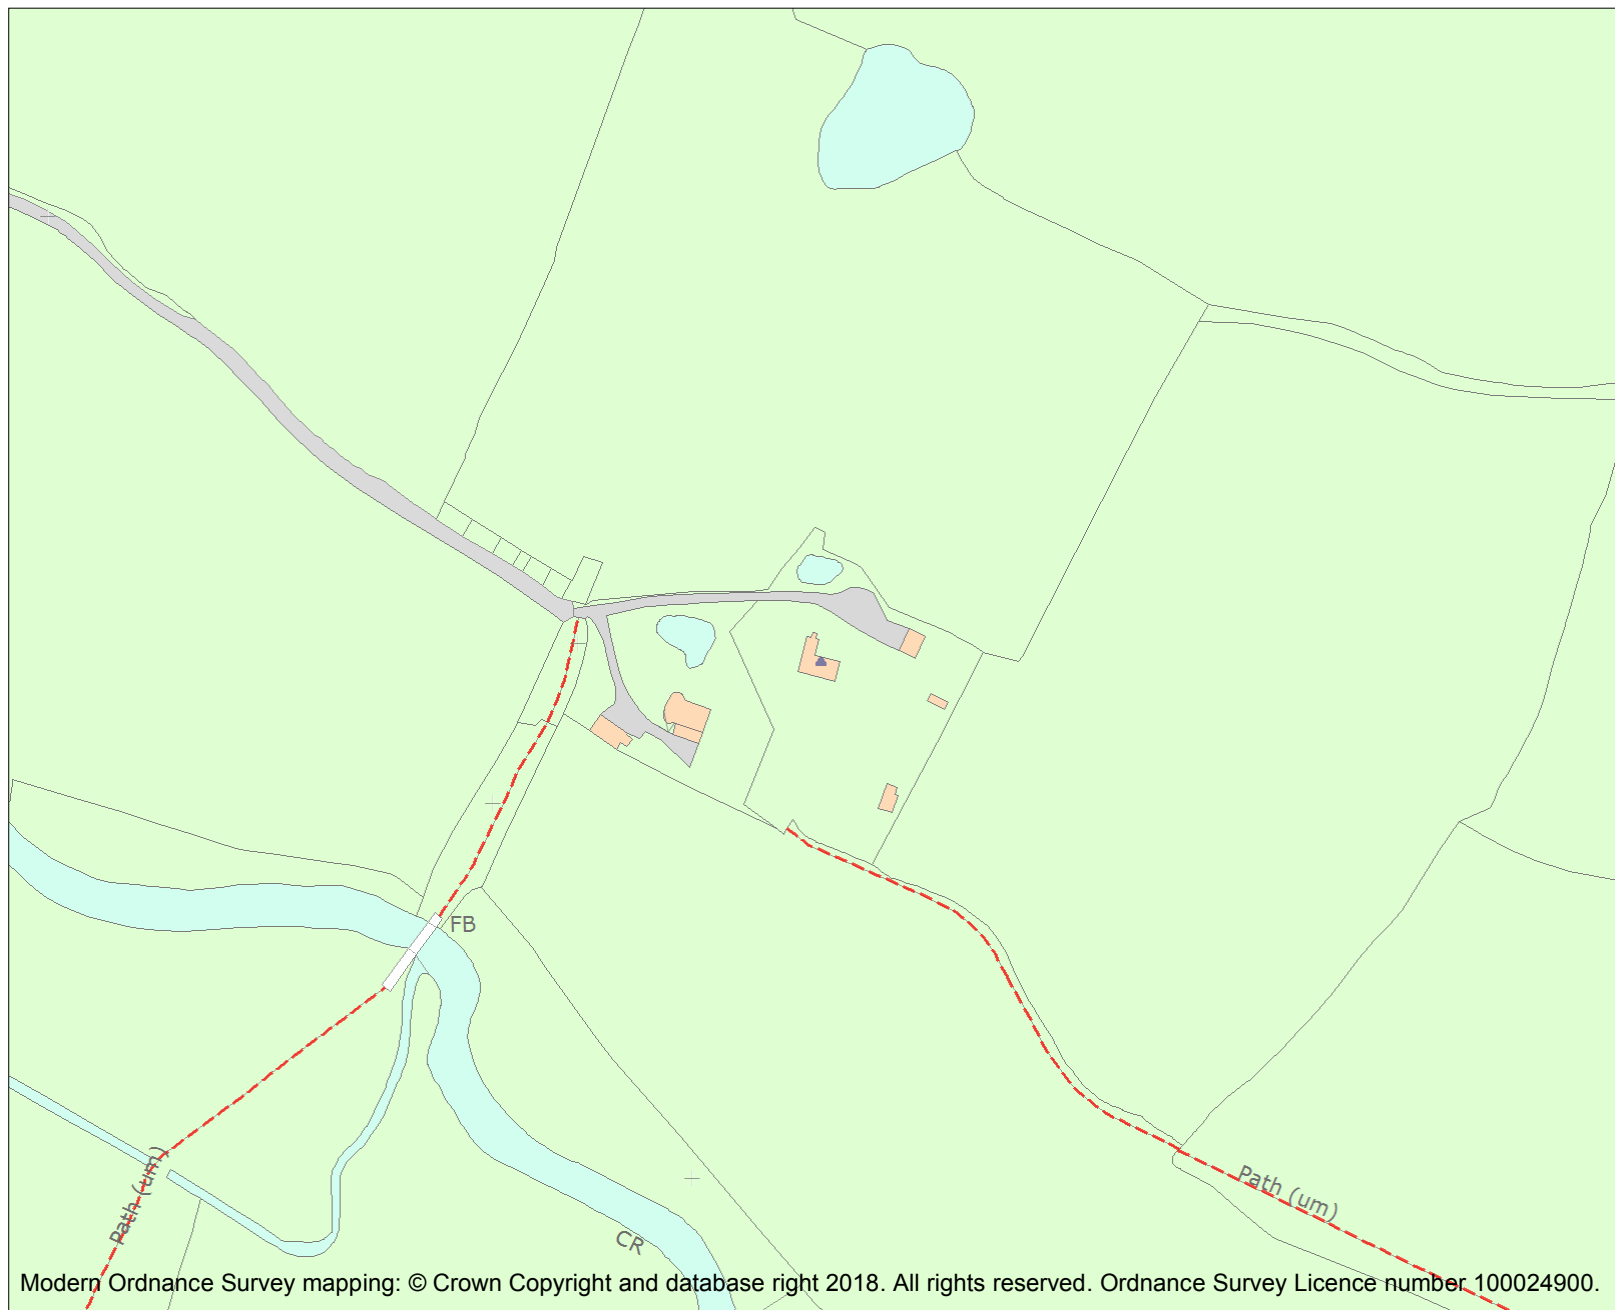 FB
Path (um)
Path (um)
CR
Modern Ordnance Survey mapping: © Crown Copyright and database right 2018. All rights reserved. Ordnance Survey Licence number 100024900.